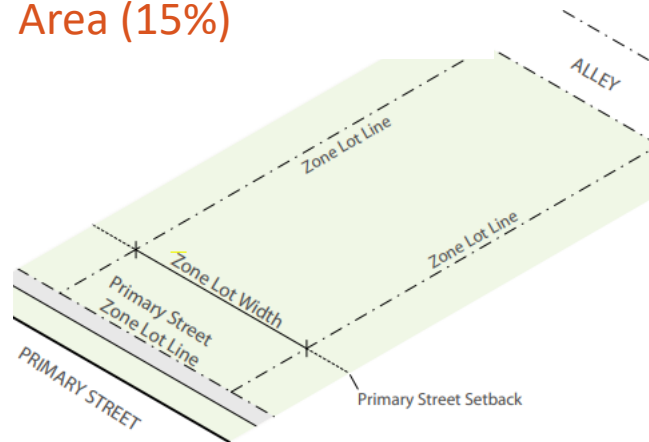 Area (15%)
ALLEY
Zone Lot Line
Zone Lot Line
Zone Lot Width
Primary Street
Zone Lot Line
PRIMARY STREET
Primary Street Setback